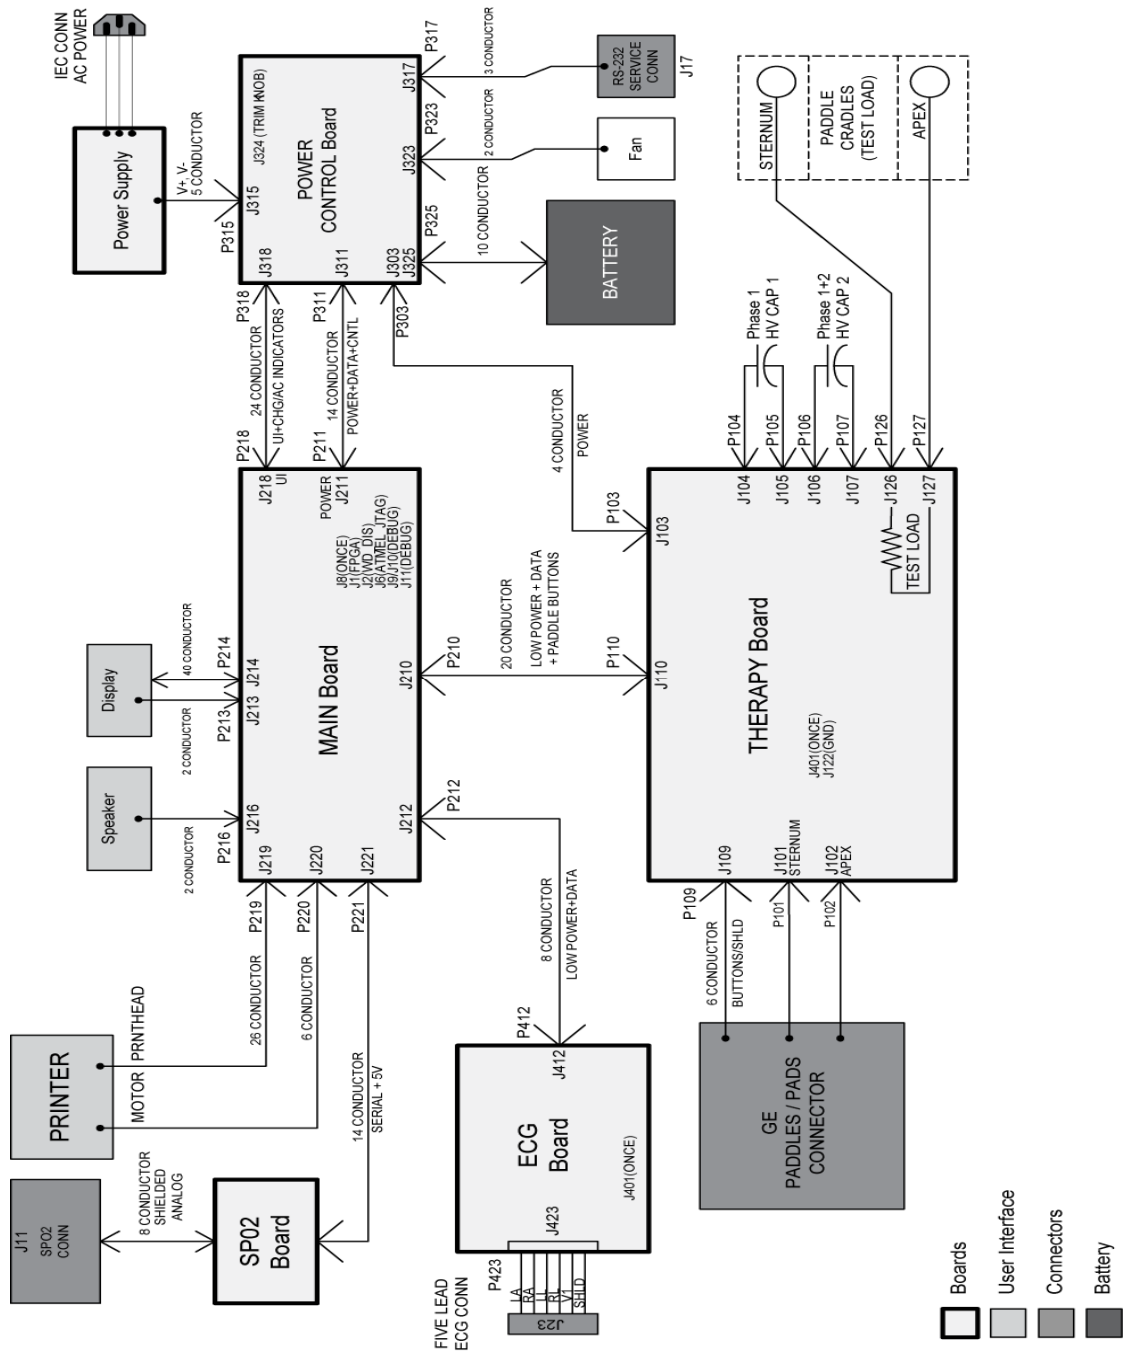 IEC CONN
AC POWER
Power Supply
V+, V-
5 CONDUCTOR
P315
J315
J324 (TRIM KNOB)
POWER
CONTROL Board
J318
J311
J303
J325
J323
J317
P317
3 CONDUCTOR
RS-232
SERVICE
CONN
J17
P323
2 CONDUCTOR
Fan
P325
10 CONDUCTOR
BATTERY
P318
24 CONDUCTOR
UI+CHG/AC INDICATORS
P218
P311
14 CONDUCTOR
POWER+DATA+CNTL
P211
P303
4 CONDUCTOR
POWER
P103
STERNUM
PADDLE
CRADLES
(TEST LOAD)
APEX
Phase 1
HV CAP 1
Phase 1+2
HV CAP 2
P104
P105
P106
P107
P126
P127
J104
J105
J106
J107
J126
J127
TEST LOAD
J103
J110
THERAPY Board
J401(ONCE)
J122(GND)
J109
J101
STERNUM
J102
APEX
J218
UI
POWER
J211
J8(ONCE)
J1(FPGA)
J2(WD_DIS)
J6(ATMEL_JTAG)
J9/J10(DEBUG)
J11(DEBUG)
MAIN Board
J214
J213
J216
J219
J220
J221
J210
J212
Display
40 CONDUCTOR
P214
P213
2 CONDUCTOR
Speaker
P216
2 CONDUCTOR
P210
20 CONDUCTOR
LOW POWER + DATA
+ PADDLE BUTTONS
P110
P212
8 CONDUCTOR
LOW POWER+DATA
P412
P219
P220
P221
26 CONDUCTOR
6 CONDUCTOR
14 CONDUCTOR
SERIAL + 5V
PRINTER
MOTOR
PRNTHEAD
J11
SPO2
CONN
8 CONDUCTOR
SHIELDED
ANALOG
SP02
Board
J412
ECG
Board
J401(ONCE)
J423
P423
LA
RA
LL
RL
V1
SHLD
J23
FIVE LEAD
ECG CONN
P109
P101
P102
6 CONDUCTOR
BUTTONS/SHLD
GE
PADDLES / PADS
CONNECTOR
Boards
User Interface
Connectors
Battery